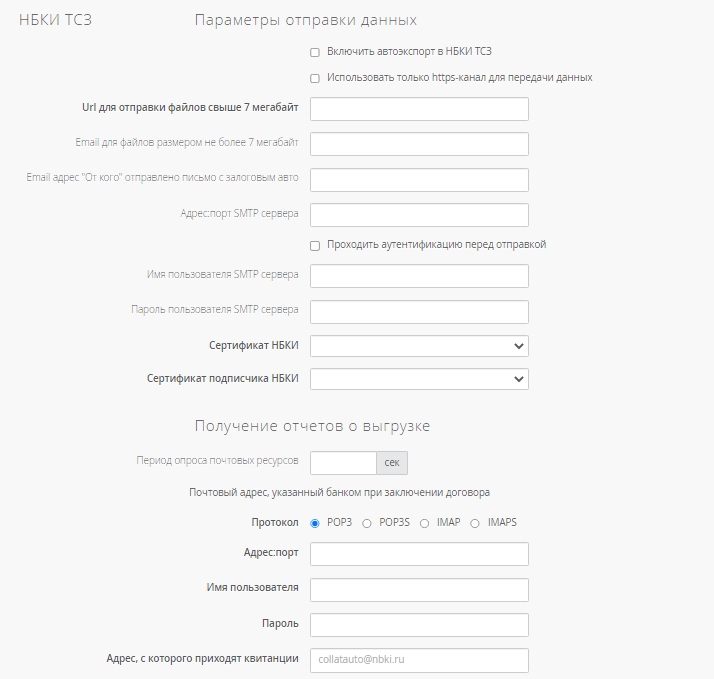 НБКИ ТСЗ
Параметры отправки данных
Включить автоэкспорт в НБКИ ТСЗ
Использовать только https-канал для передачи данных
Url для отправки файлов свыше 7 мегабайт
Email для файлов размером не более 7 мегабайт
Email адрес "От кого" отправлено письмо с залоговым авто
Адрес:порт SMTP сервера
Проходить аутентификацию перед отправкой
Имя пользователя SMTP сервера
Пароль пользователя SMTP сервера
Сертификат НБКИ
Сертификат подписчика НБКИ
Получение отчетов о выгрузке
Период опроса почтовых ресурсов сек
Почтовый адрес, указанный банком при заключении договора
Протокол POP3 POP3S IMAP IMAPS
Адрес:порт
Имя пользователя
Пароль
Адрес, с которого приходят квитанции collatauto@nbki.ru